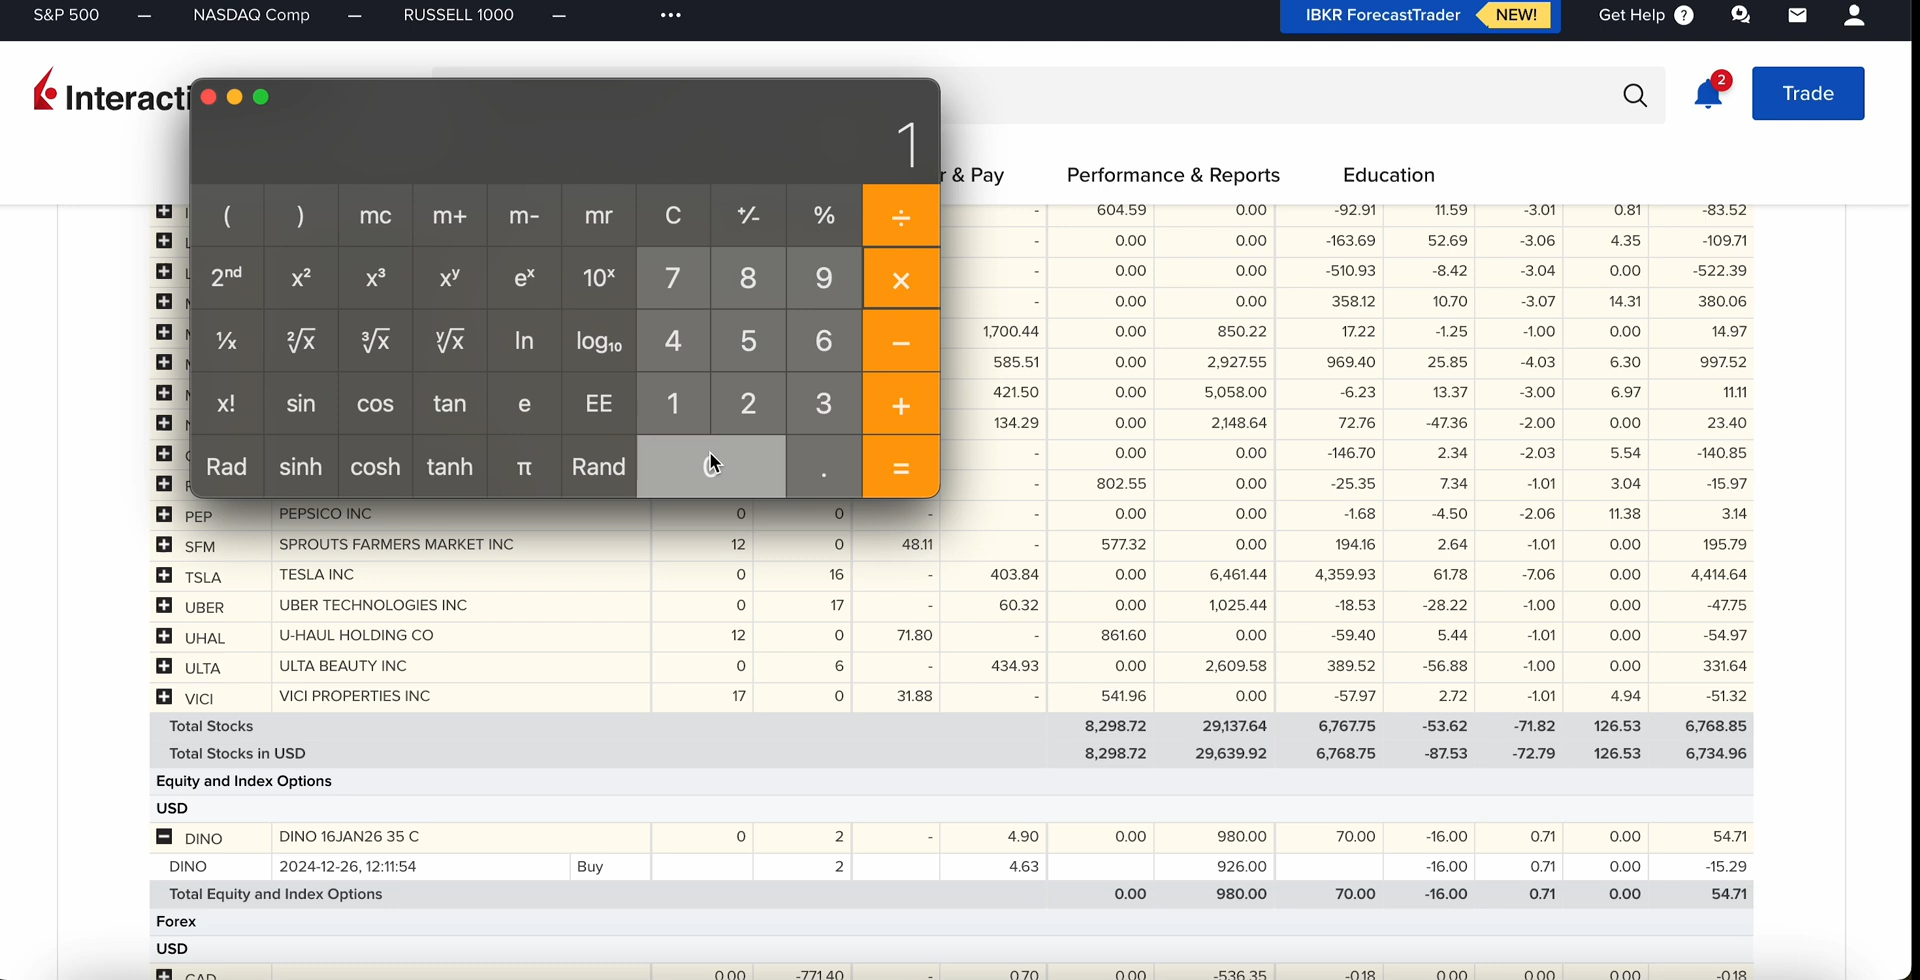 S&P 500 — NASDAQ Comp — RUSSELL 1000 — ••• IBKR ForecastTrader NEW! Get Help ?
Interacti 2 Trade
1
r & Pay Performance & Reports Education
( ) mc m+ m- mr C +⁄- % ÷
2nd x² x³ xʸ eˣ 10ˣ 7 8 9 ×
¹⁄x ²√x ³√x ʸ√x ln log₁₀ 4 5 6 −
x! sin cos tan e EE 1 2 3 +
Rad sinh cosh tanh π Rand 0 . =
- 604.59 0.00 -92.91 11.59 -3.01 0.81 -83.52
- 0.00 0.00 -163.69 52.69 -3.06 4.35 -109.71
- 0.00 0.00 -510.93 -8.42 -3.04 0.00 -522.39
- 0.00 0.00 358.12 10.70 -3.07 14.31 380.06
1,700.44 0.00 850.22 17.22 -1.25 -1.00 0.00 14.97
585.51 0.00 2,927.55 969.40 25.85 -4.03 6.30 997.52
421.50 0.00 5,058.00 -6.23 13.37 -3.00 6.97 11.11
134.29 0.00 2,148.64 72.76 -47.36 -2.00 0.00 23.40
- 0.00 0.00 -146.70 2.34 -2.03 5.54 -140.85
- 802.55 0.00 -25.35 7.34 -1.01 3.04 -15.97
PEP PEPSICO INC 0 0 - - 0.00 0.00 -1.68 -4.50 -2.06 11.38 3.14
SFM SPROUTS FARMERS MARKET INC 12 0 48.11 - 577.32 0.00 194.16 2.64 -1.01 0.00 195.79
TSLA TESLA INC 0 16 - 403.84 0.00 6,461.44 4,359.93 61.78 -7.06 0.00 4,414.64
UBER UBER TECHNOLOGIES INC 0 17 - 60.32 0.00 1,025.44 -18.53 -28.22 -1.00 0.00 -47.75
UHAL U-HAUL HOLDING CO 12 0 71.80 - 861.60 0.00 -59.40 5.44 -1.01 0.00 -54.97
ULTA ULTA BEAUTY INC 0 6 - 434.93 0.00 2,609.58 389.52 -56.88 -1.00 0.00 331.64
VICI VICI PROPERTIES INC 17 0 31.88 - 541.96 0.00 -57.97 2.72 -1.01 4.94 -51.32
Total Stocks 8,298.72 29,137.64 6,767.75 -53.62 -71.82 126.53 6,768.85
Total Stocks in USD 8,298.72 29,639.92 6,768.75 -87.53 -72.79 126.53 6,734.96
Equity and Index Options
USD
DINO DINO 16JAN26 35 C 0 2 - 4.90 0.00 980.00 70.00 -16.00 0.71 0.00 54.71
DINO 2024-12-26, 12:11:54 Buy 2 4.63 926.00 -16.00 0.71 0.00 -15.29
Total Equity and Index Options 0.00 980.00 70.00 -16.00 0.71 0.00 54.71
Forex
USD
CAD 0.00 -771.40 - 0.70 0.00 -536.35 -0.18 0.00 0.00 0.00 -0.18